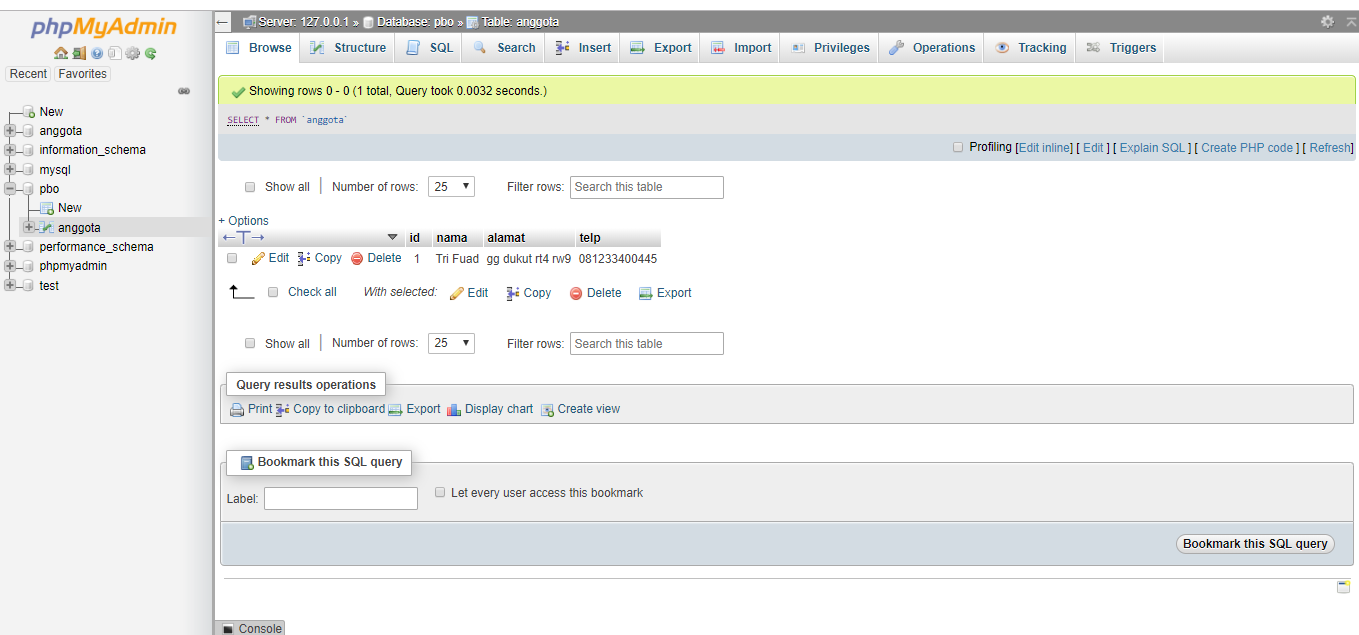 phpMyAdmin
Recent Favorites
New
anggota
information_schema
mysql
pbo
New
anggota
performance_schema
phpmyadmin
test
Server: 127.0.0.1 » Database: pbo » Table: anggota
Browse Structure SQL Search Insert Export Import Privileges Operations Tracking Triggers
Showing rows 0 - 0 (1 total, Query took 0.0032 seconds.)
SELECT * FROM `anggota`
Profiling [Edit inline] [ Edit ] [ Explain SQL ] [ Create PHP code ] [ Refresh]
Show all | Number of rows: 25 Filter rows: Search this table
+ Options
←T→ id nama alamat telp
Edit Copy Delete 1 Tri Fuad gg dukut rt4 rw9 081233400445
Check all With selected: Edit Copy Delete Export
Show all | Number of rows: 25 Filter rows: Search this table
Query results operations
Print Copy to clipboard Export Display chart Create view
Bookmark this SQL query
Label: Let every user access this bookmark
Bookmark this SQL query
Console